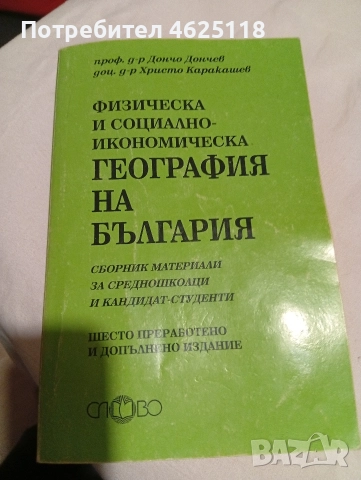 Потребител 4625118
проф. д-р Дончо Дончев
доц. д-р Христо Каракашев
ФИЗИЧЕСКА
И СОЦИАЛНО-
ИКОНОМИЧЕСКА
ГЕОГРАФИЯ
НА
БЪЛГАРИЯ
СБОРНИК МАТЕРИАЛИ
ЗА СРЕДНОШКОЛЦИ
И КАНДИДАТ-СТУДЕНТИ
ШЕСТО ПРЕРАБОТЕНО
И ДОПЪЛНЕНО ИЗДАНИЕ
СЛОВО
BAZAR